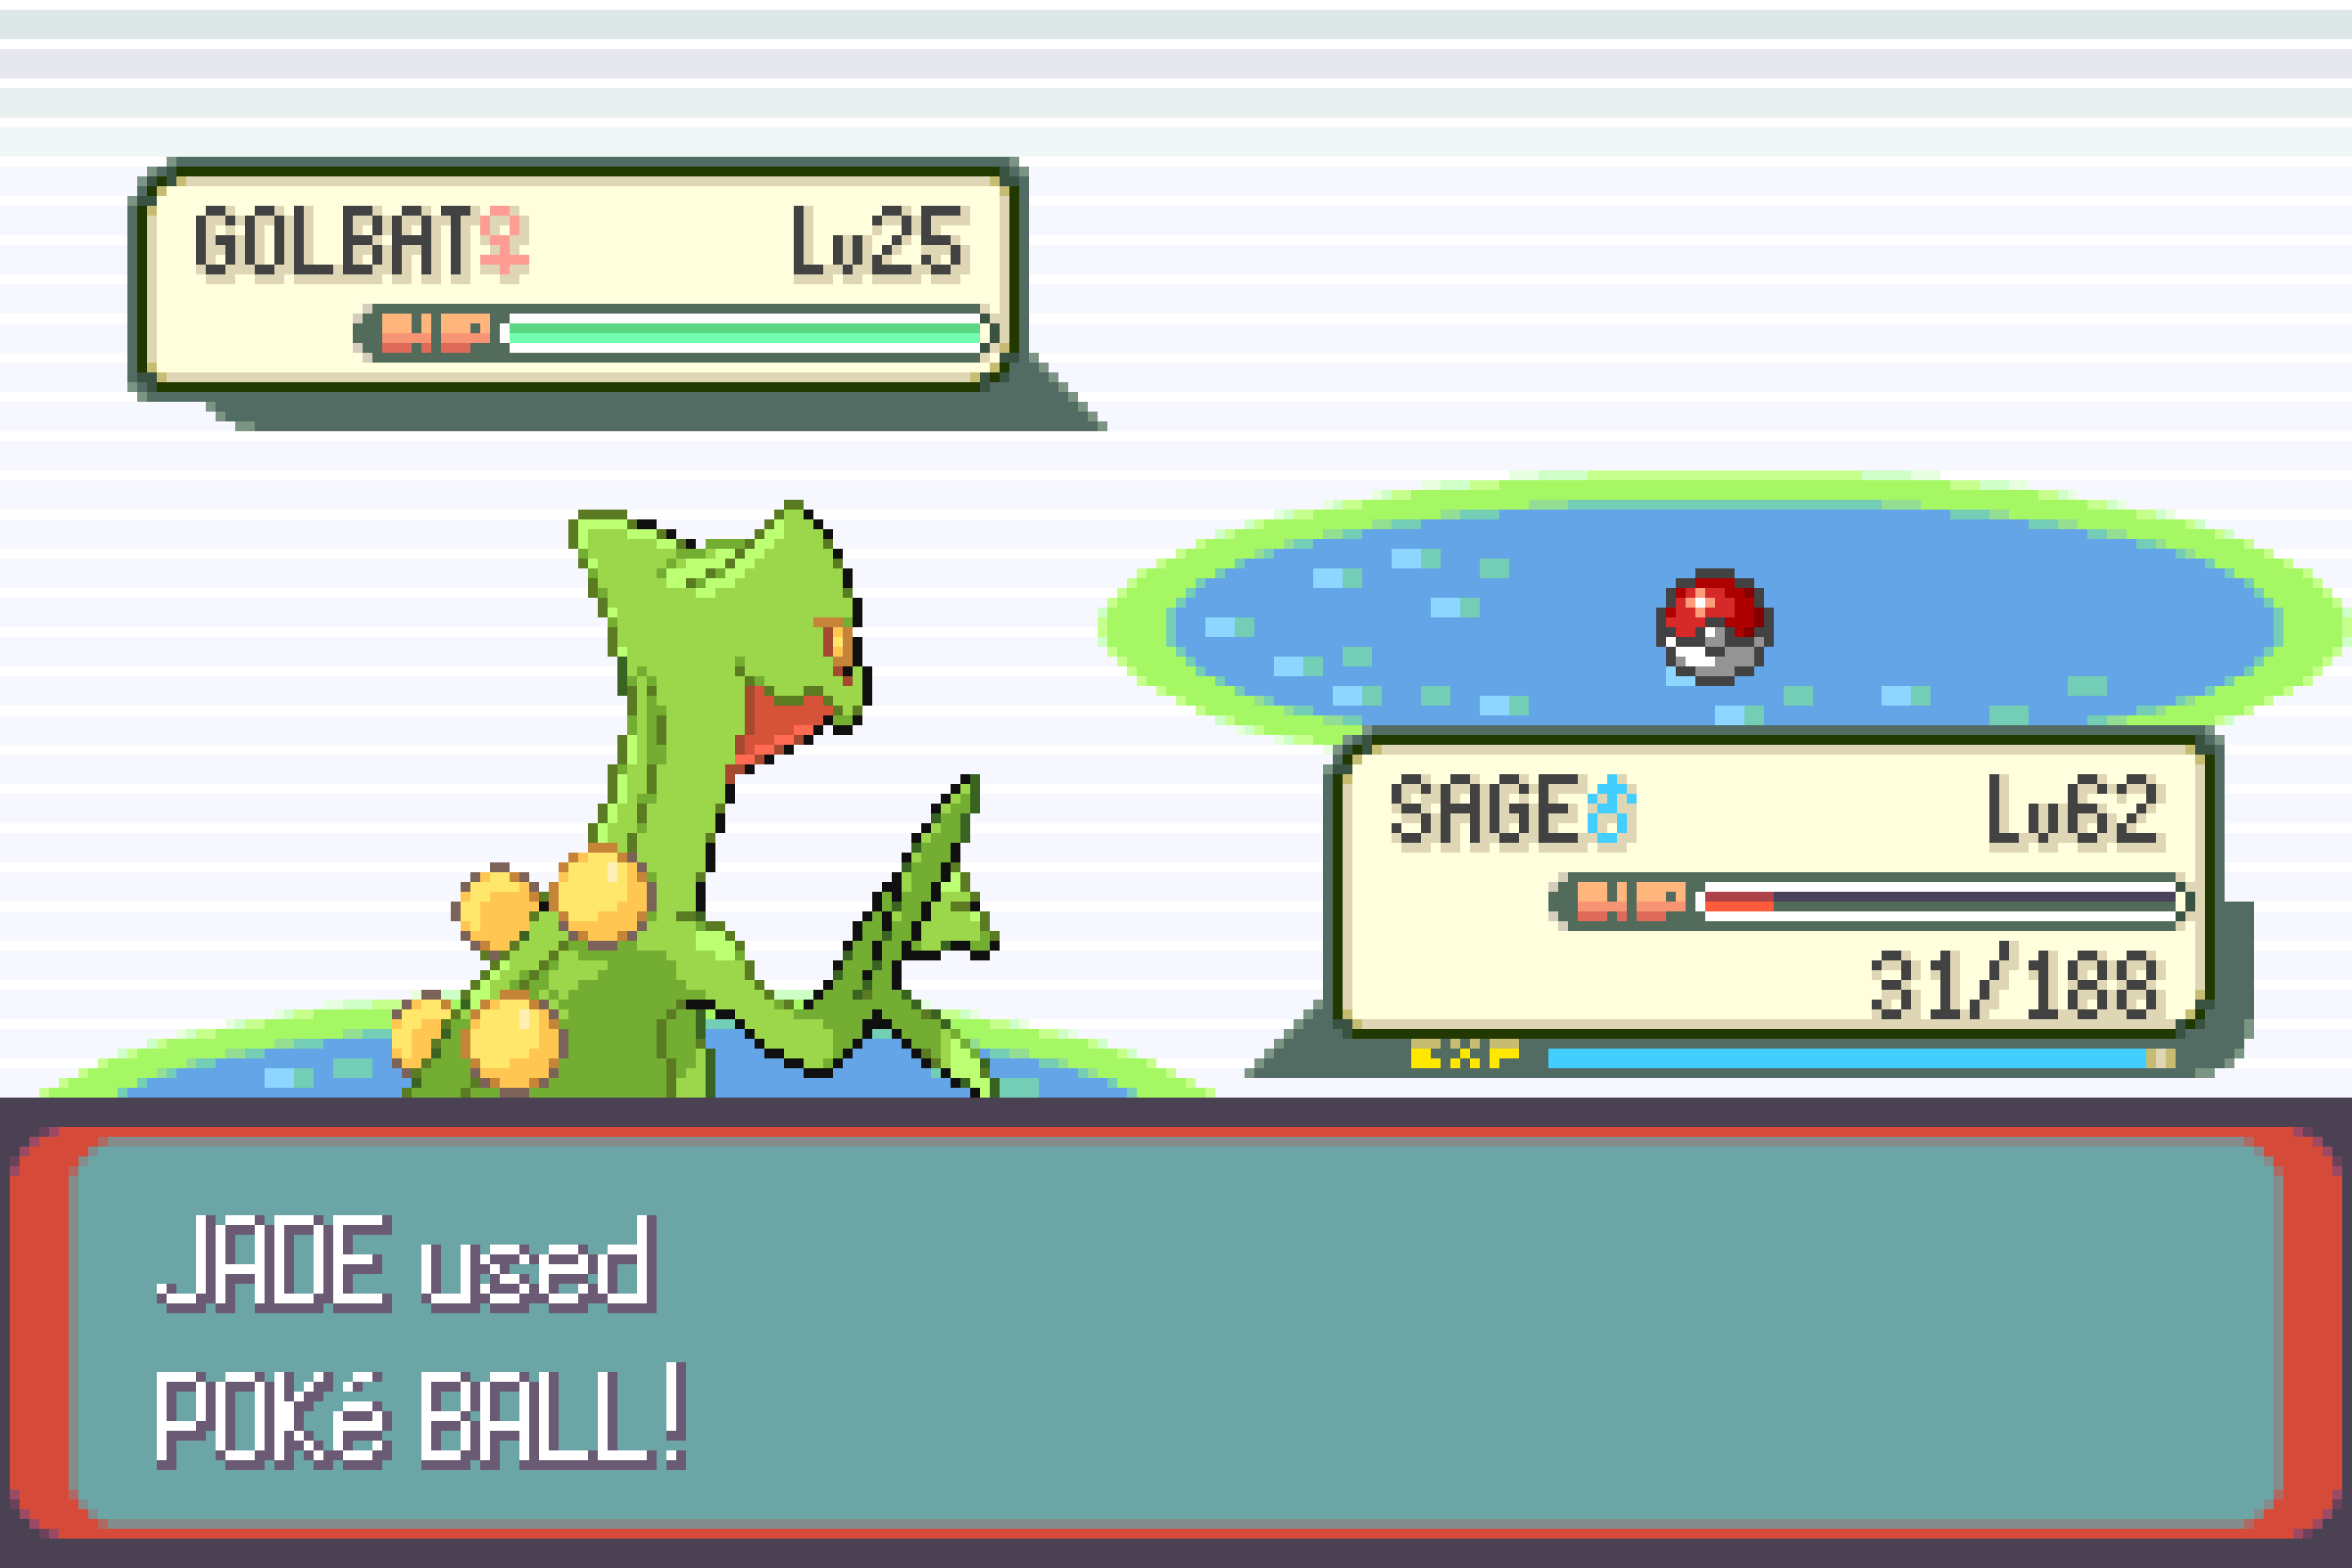 GOLBAT♀ Lv25
HP
SAGE♂ Lv62
HP
31/188
EXP
JADE used
POKé BALL!